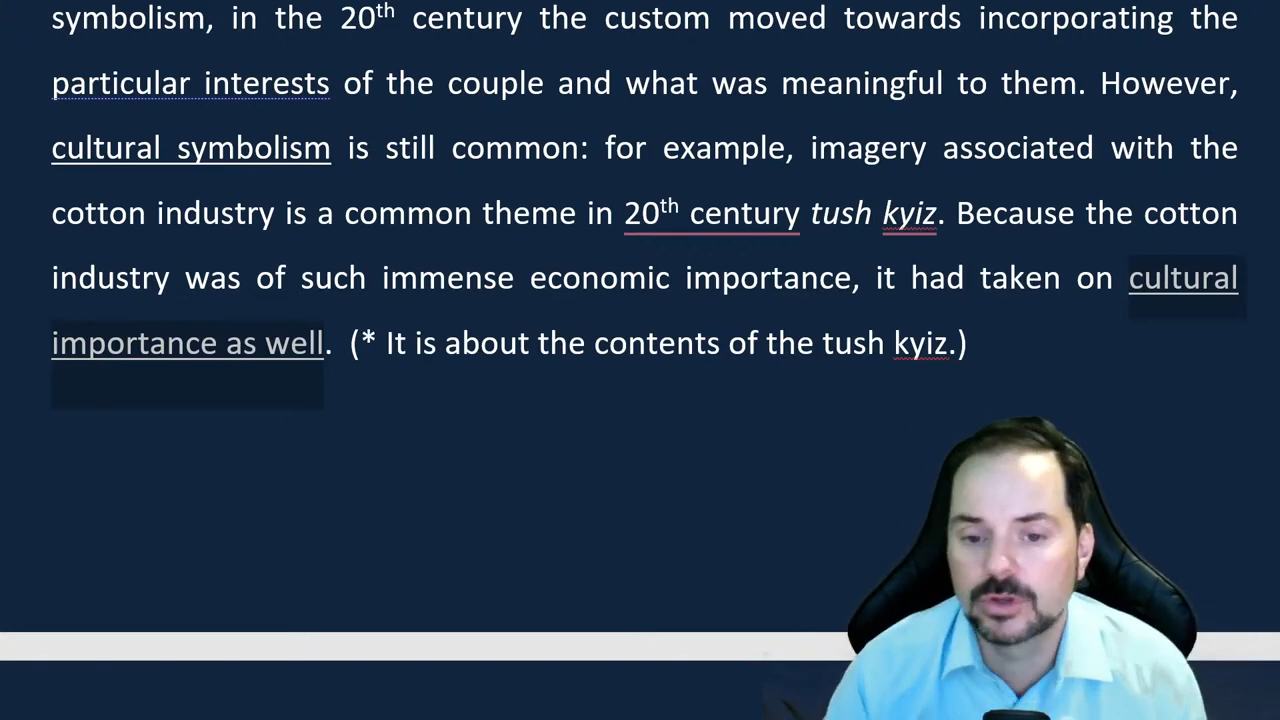 symbolism, in the 20th century the custom moved towards incorporating the
particular interests of the couple and what was meaningful to them. However,
cultural symbolism is still common: for example, imagery associated with the
cotton industry is a common theme in 20th century tush kyiz. Because the cotton
industry was of such immense economic importance, it had taken on cultural
importance as well. (* It is about the contents of the tush kyiz.)